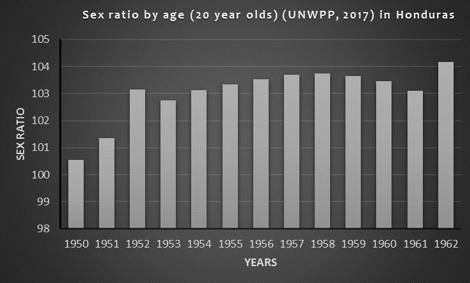 Sex ratio by age (20 year olds) (UNWPP, 2017) in Honduras
105
104
103
102
101
100
99
98
SEX RATIO
1950 1951 1952 1953 1954 1955 1956 1957 1958 1959 1960 1961 1962
YEARS